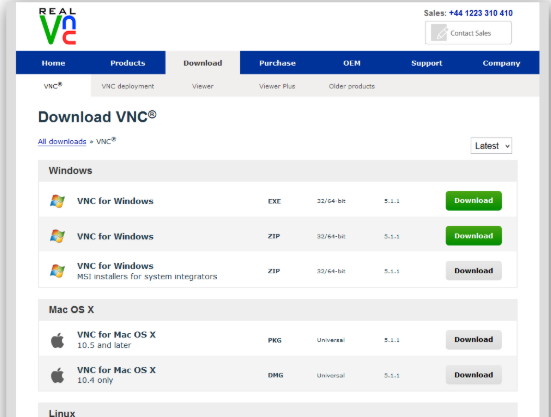 REAL
VNC
Sales: +44 1223 310 410
Contact Sales
Home Products Download Purchase OEM Support Company
VNC® VNC deployment Viewer Viewer Plus Older products
Download VNC®
All downloads » VNC®
Latest
Windows
VNC for Windows EXE 32/64-bit 5.1.1 Download
VNC for Windows ZIP 32/64-bit 5.1.1 Download
VNC for Windows
MSI installers for system integrators ZIP 32/64-bit 5.1.1 Download
Mac OS X
VNC for Mac OS X
10.5 and later PKG Universal 5.1.1 Download
VNC for Mac OS X
10.4 only DMG Universal 5.1.1 Download
Linux